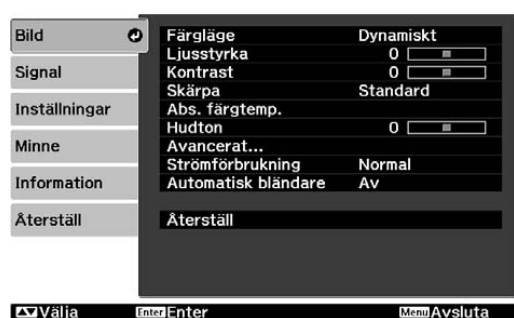 Bild
Signal
Inställningar
Minne
Information
Återställ
Färgläge Dynamiskt
Ljusstyrka 0
Kontrast 0
Skärpa Standard
Abs. färgtemp.
Hudton 0
Avancerat...
Strömförbrukning Normal
Automatisk bländare Av
Återställ
Välja Enter Enter Menu Avsluta